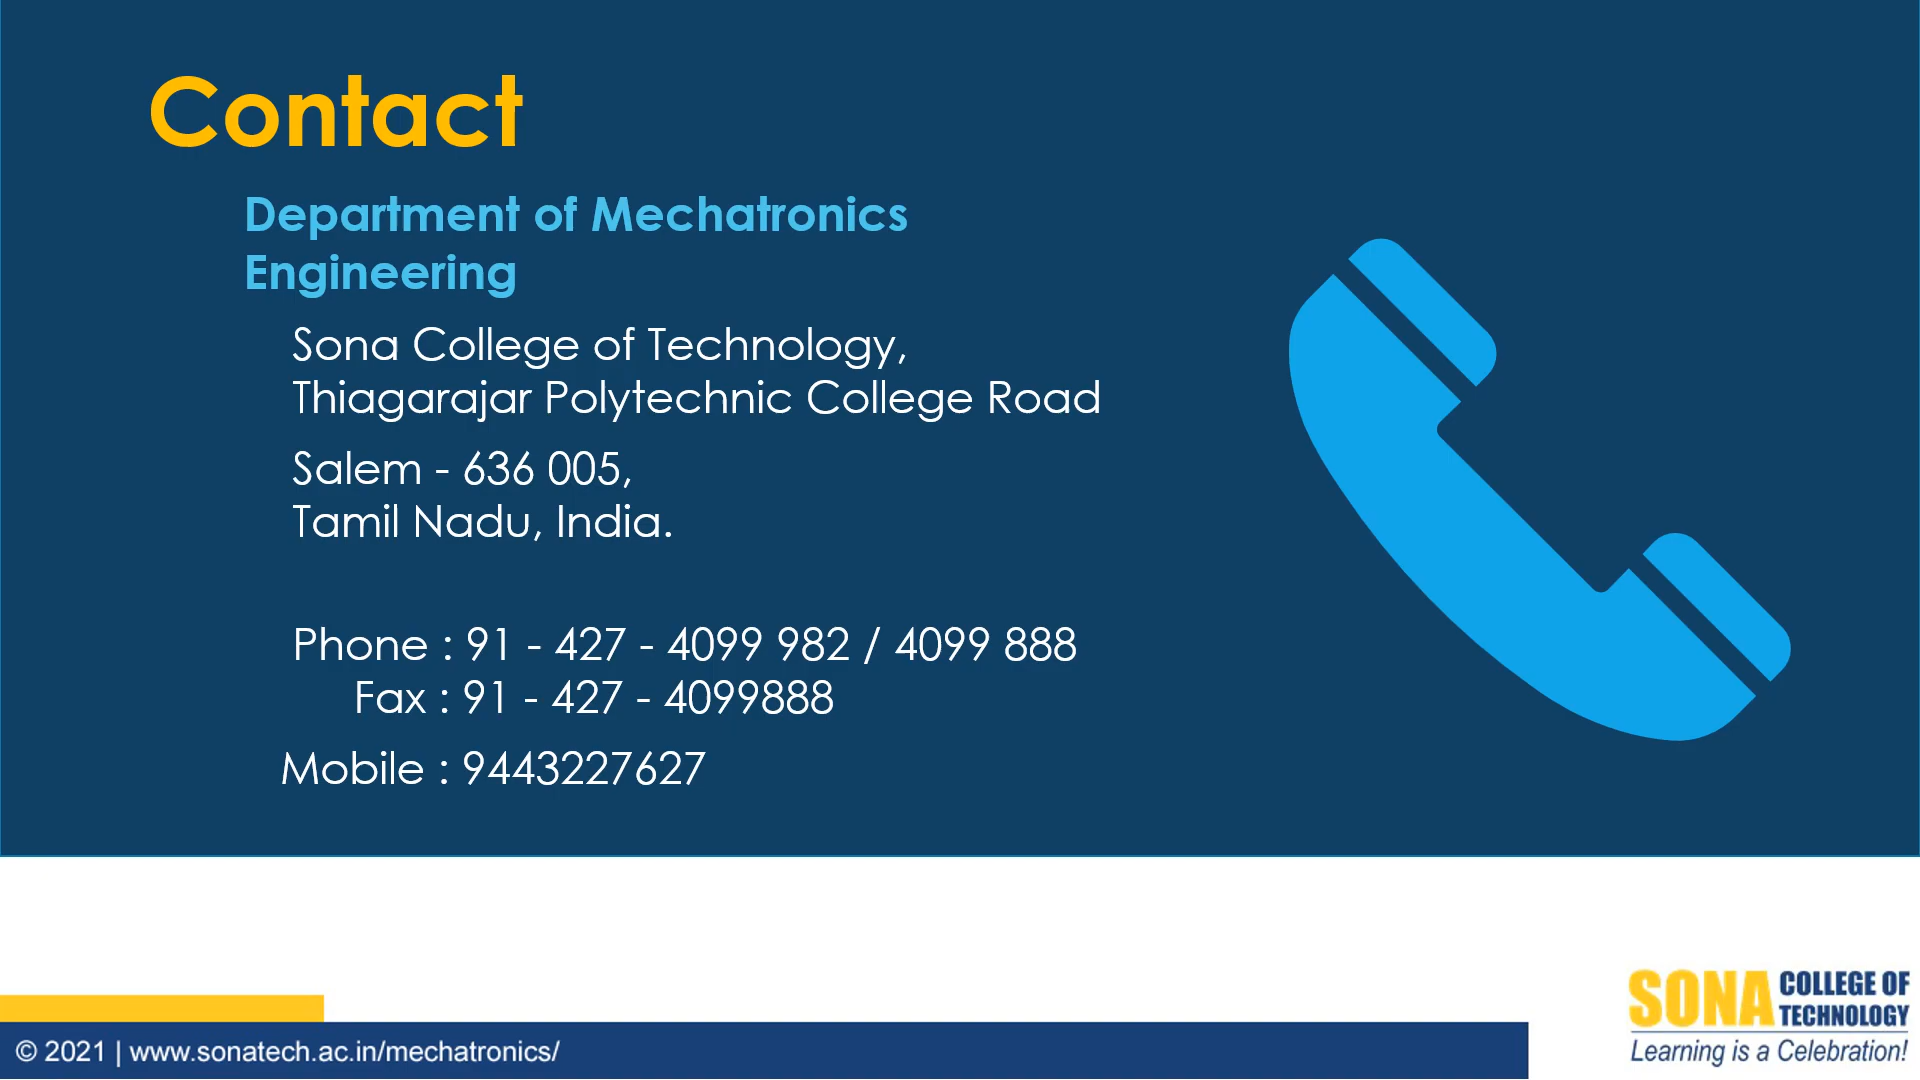 Contact
Department of Mechatronics
Engineering
Sona College of Technology,
Thiagarajar Polytechnic College Road
Salem - 636 005,
Tamil Nadu, India.
Phone : 91 - 427 - 4099 982 / 4099 888
Fax : 91 - 427 - 4099888
Mobile : 9443227627
© 2021 | www.sonatech.ac.in/mechatronics/
SONA COLLEGE OF
TECHNOLOGY
Learning is a Celebration!